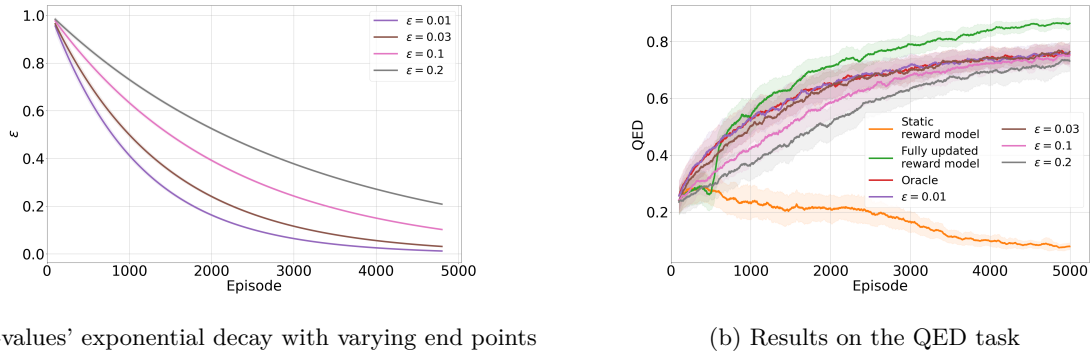 1.0
0.8
0.6
0.4
0.2
0.0
ε
0
1000
2000
3000
4000
5000
Episode
ε = 0.01
ε = 0.03
ε = 0.1
ε = 0.2
-values' exponential decay with varying end points
0.8
0.6
0.4
0.2
QED
0
1000
2000
3000
4000
5000
Episode
Static
reward model
Fully updated
reward model
Oracle
ε = 0.01
ε = 0.03
ε = 0.1
ε = 0.2
(b) Results on the QED task